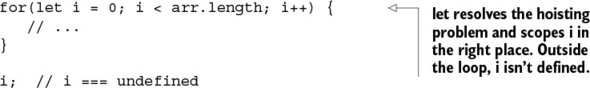 for(let i = 0; i < arr.length; i++) {
    // ...
}
i;  // i === undefined
let resolves the hoisting
problem and scopes i in
the right place. Outside
the loop, i isn't defined.